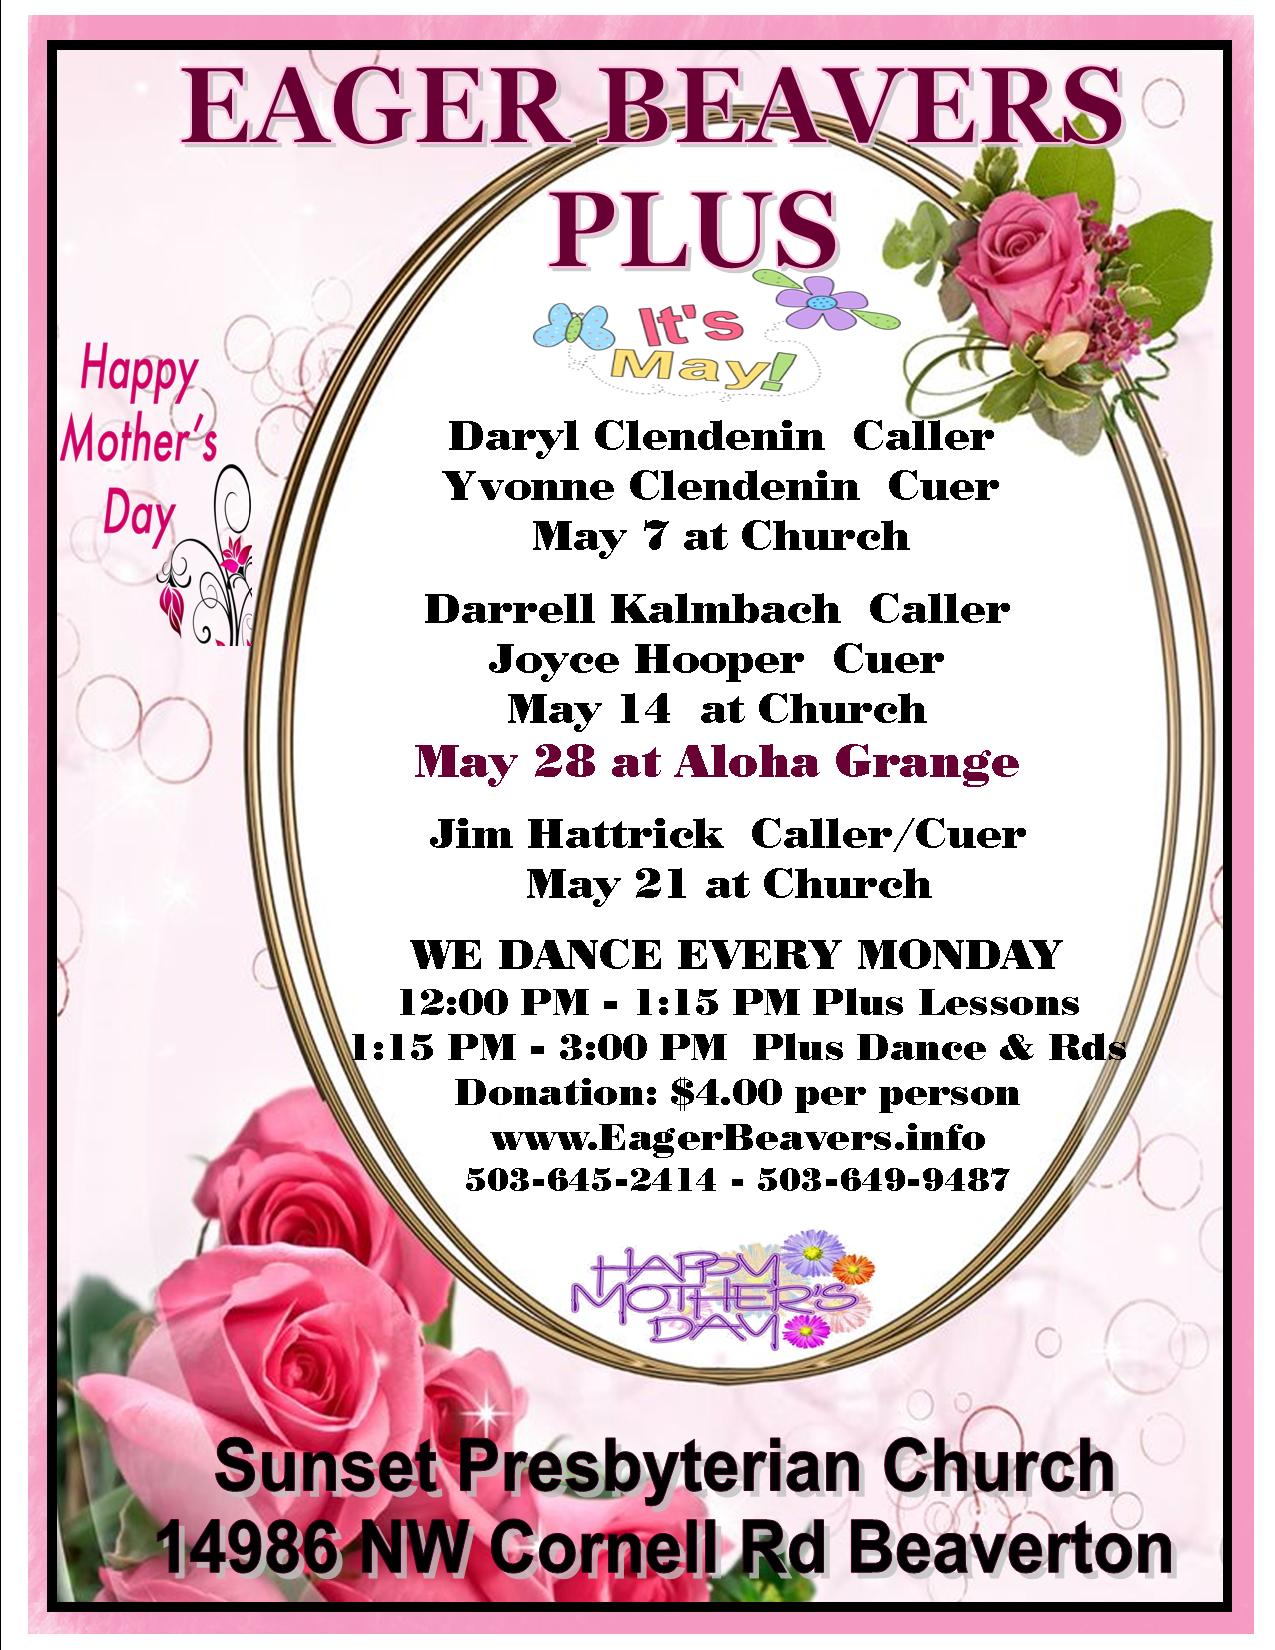 EAGER BEAVERS
PLUS
It's
May!
Happy
Mother's
Day
Daryl Clendenin Caller
Yvonne Clendenin Cuer
May 7 at Church
Darrell Kalmbach Caller
Joyce Hooper Cuer
May 14 at Church
May 28 at Aloha Grange
Jim Hattrick Caller/Cuer
May 21 at Church
WE DANCE EVERY MONDAY
12:00 PM - 1:15 PM Plus Lessons
1:15 PM - 3:00 PM Plus Dance & Rds
Donation: $4.00 per person
www.EagerBeavers.info
503-645-2414 - 503-649-9487
HAPPY
MOTHER'S
DAY
Sunset Presbyterian Church
14986 NW Cornell Rd Beaverton